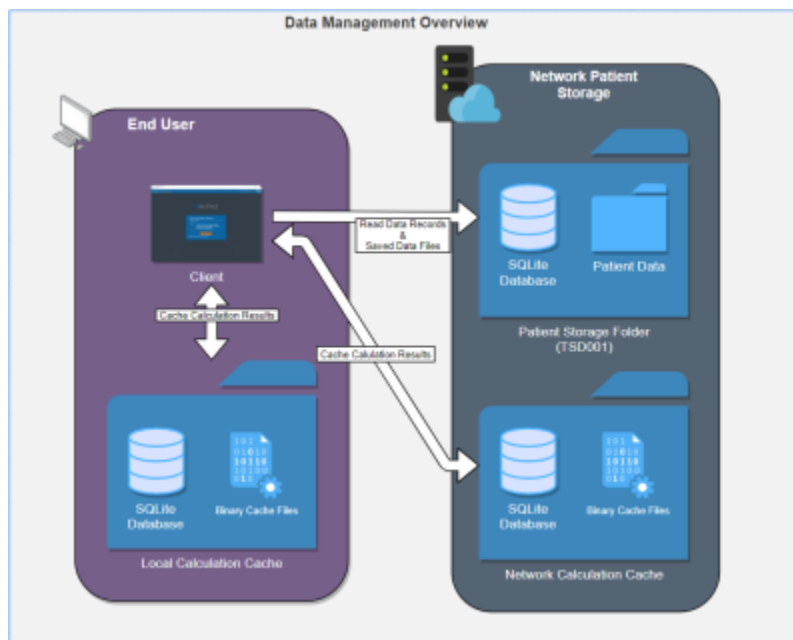 Data Management Overview
Network Patient
Storage
End User
Read Data Records
&
Saved Data Files
SQLite
Database
Patient Data
Client
Cache Calculation Results
Patient Storage Folder
(TSD001)
Cache Calulation Results
SQLite
Database
Binary Cache Files
Local Calculation Cache
SQLite
Database
Binary Cache Files
Network Calculation Cache